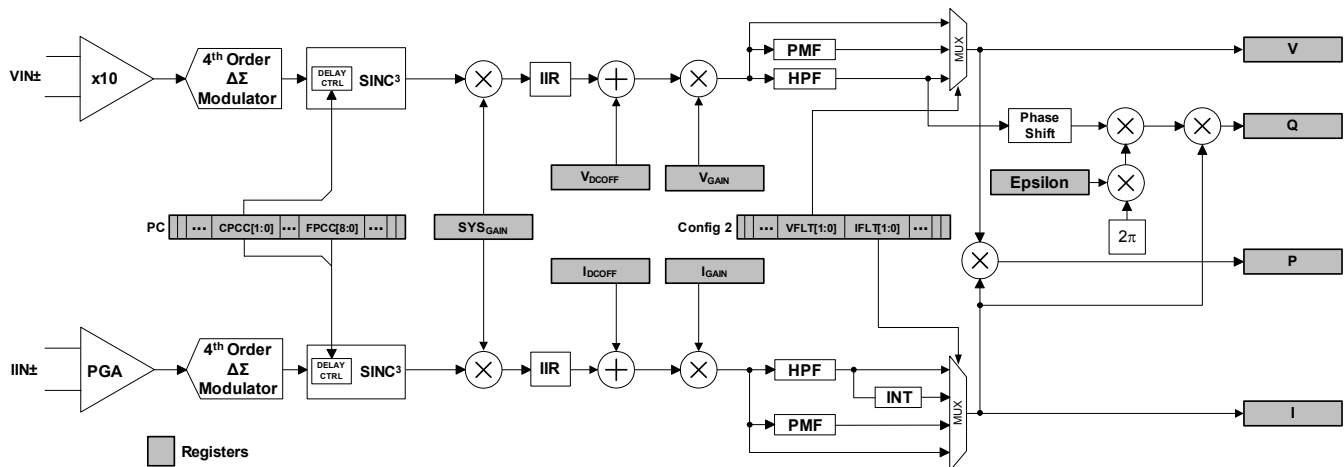 VIN±
x10
4th Order
ΔΣ
Modulator
DELAY
CTRL
SINC3
×
IIR
+
×
PMF
HPF
MUX
V
Phase
Shift
×
×
Q
VDCOFF
VGAIN
Epsilon
×
2π
PC
... CPCC[1:0] ... FPCC[8:0] ...
SYSGAIN
Config 2
... VFLT[1:0] IFLT[1:0] ...
×
P
IDCOFF
IGAIN
IIN±
PGA
4th Order
ΔΣ
Modulator
DELAY
CTRL
SINC3
×
IIR
+
×
HPF
INT
PMF
MUX
I
Registers